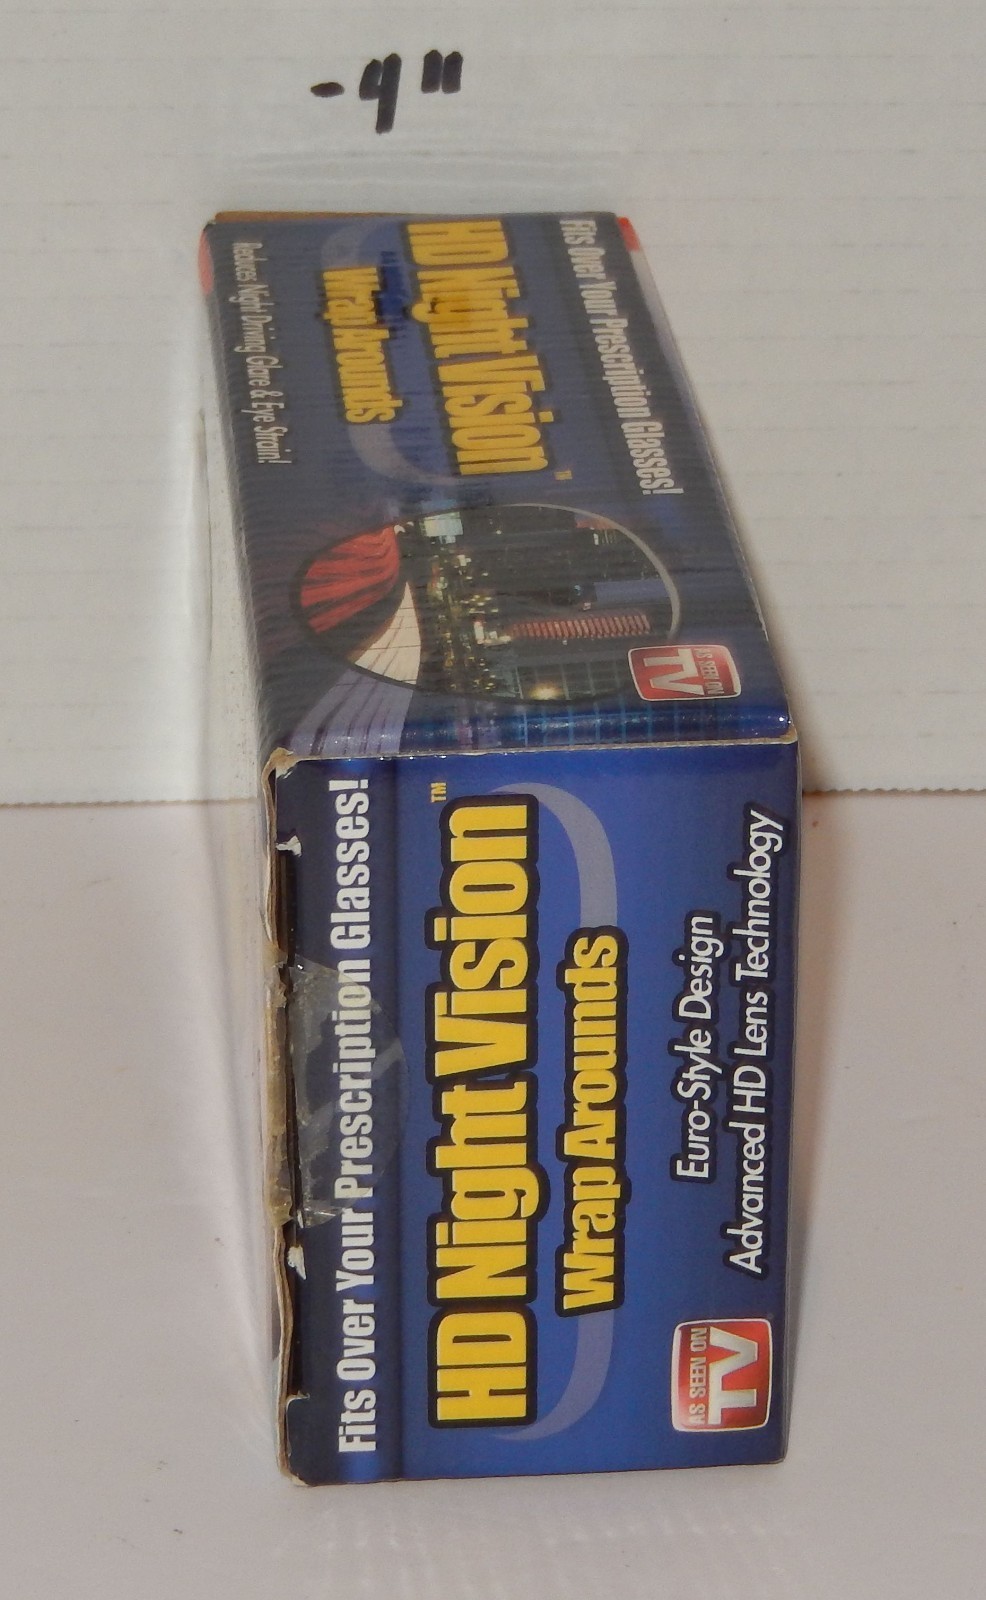 - 4"
Fits Over Your Prescription Glasses!
HD Night Vision™
Wrap Arounds
Reduces Night Driving Glare & Eye Strain!
AS SEEN ON
TV
Fits Over Your Prescription Glasses!
HD Night Vision™
Wrap Arounds
Euro-Style Design
Advanced HD Lens Technology
AS SEEN ON
TV